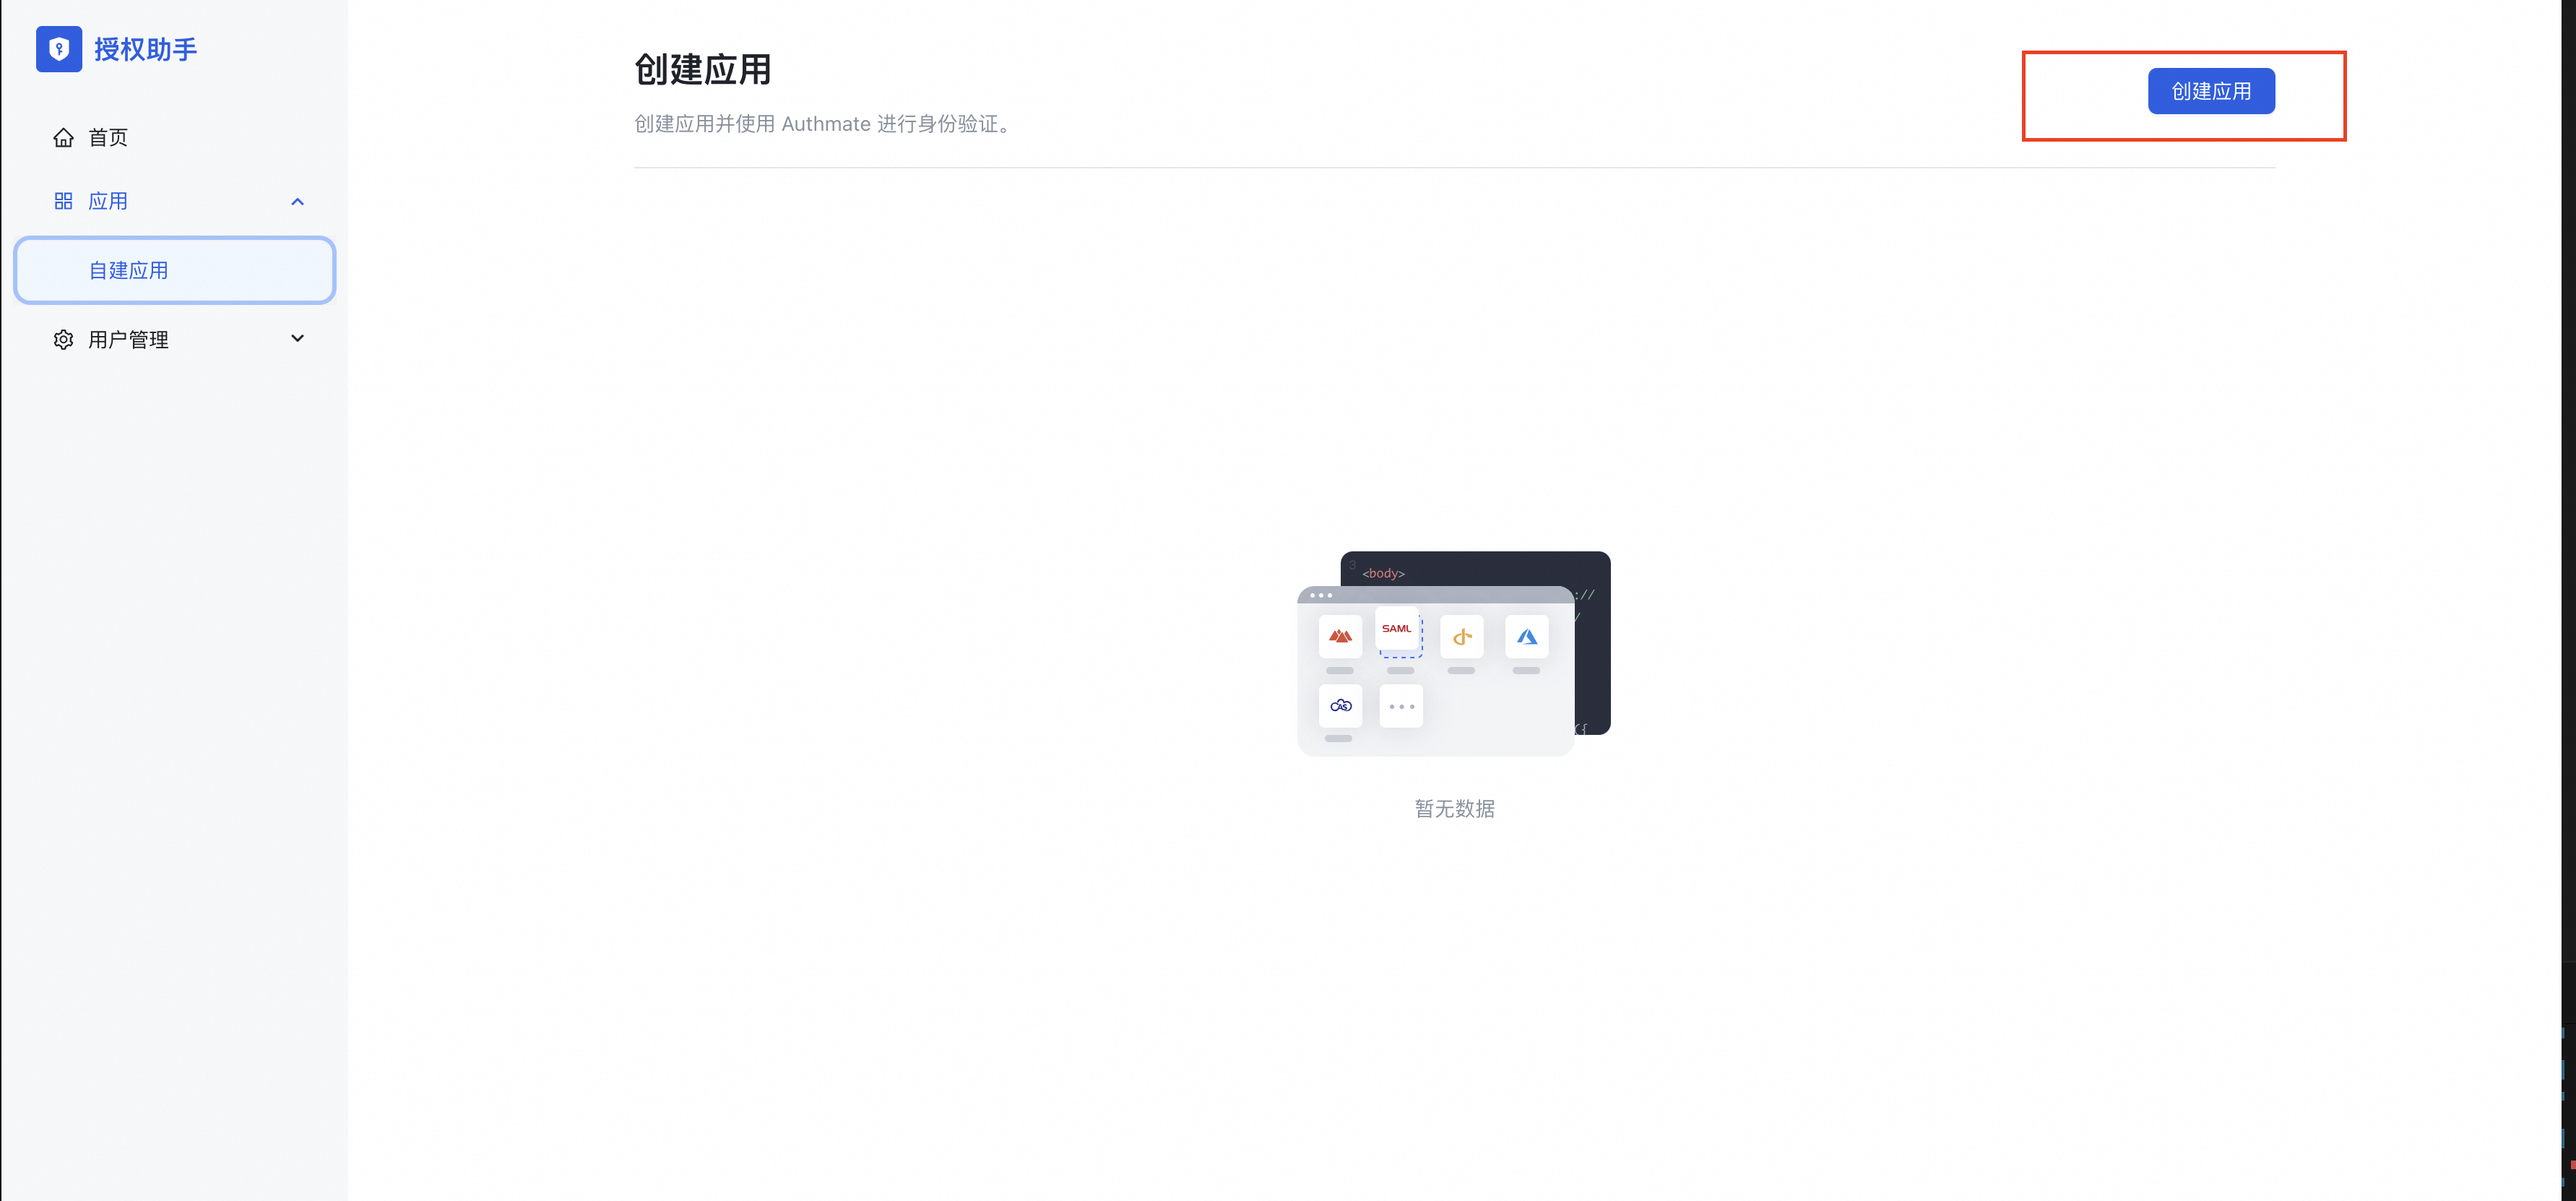 授权助手
首页
应用
自建应用
用户管理
创建应用
创建应用并使用 Authmate 进行身份验证。
创建应用
3
<body>
://
/
SAML
CAS
({
暂无数据